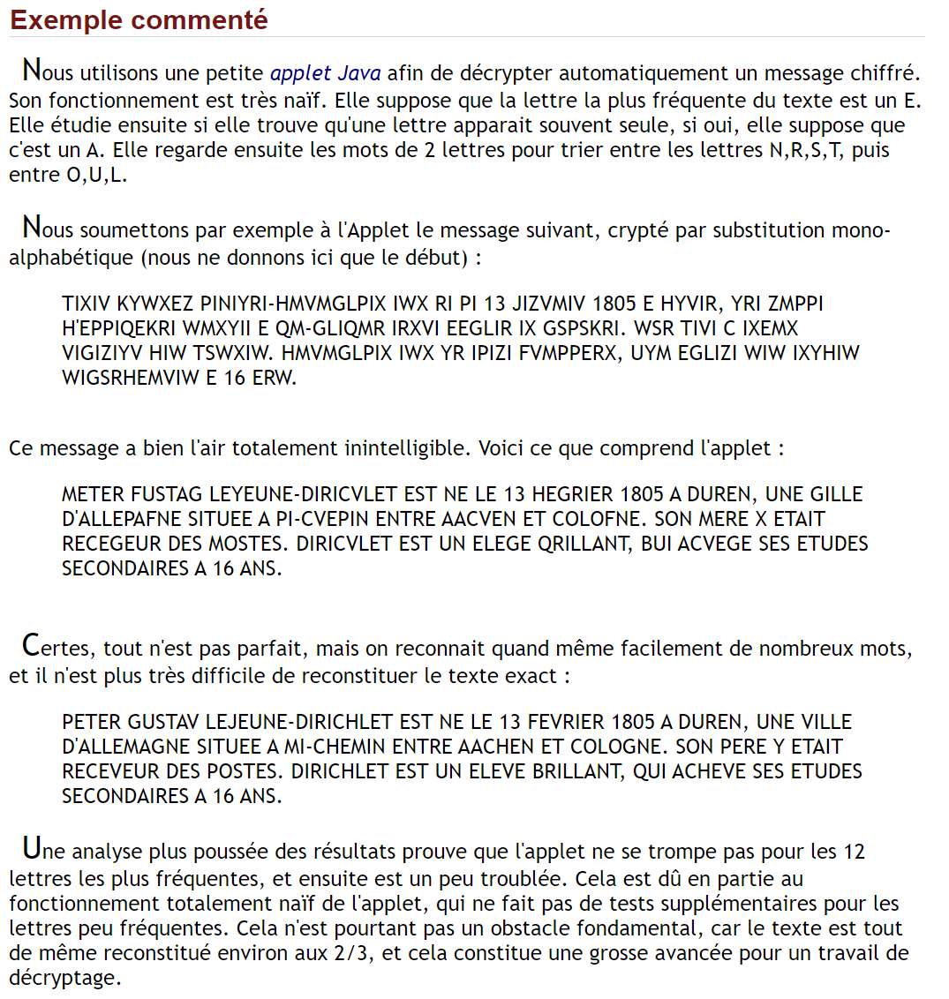 Exemple commenté
Nous utilisons une petite applet Java afin de décrypter automatiquement un message chiffré.
Son fonctionnement est très naïf. Elle suppose que la lettre la plus fréquente du texte est un E.
Elle étudie ensuite si elle trouve qu'une lettre apparait souvent seule, si oui, elle suppose que
c'est un A. Elle regarde ensuite les mots de 2 lettres pour trier entre les lettres N,R,S,T, puis
entre O,U,L.
Nous soumettons par exemple à l'Applet le message suivant, crypté par substitution mono-
alphabétique (nous ne donnons ici que le début) :
TIXIV KYWXEZ PINIYRI-HMVMGLPIX IWX RI PI 13 JIZVMIV 1805 E HYVIR, YRI ZMPPI
H'EPPIQEKRI WMXYII E QM-GLIQMR IRXVI EEGLIR IX GSPSKRI. WSR TIVI C IXEMX
VIGIZIYV HIW TSWXIW. HMVMGLPIX IWX YR IPIZI FVMPPERX, UYM EGLIZI WIW IXYHIW
WIGSRHEMVIW E 16 ERW.
Ce message a bien l'air totalement inintelligible. Voici ce que comprend l'applet :
METER FUSTAG LEYEUNE-DIRICVLET EST NE LE 13 HEGRIER 1805 A DUREN, UNE GILLE
D'ALLEPAFNE SITUEE A PI-CVEPIN ENTRE AACVEN ET COLOFNE. SON MERE X ETAIT
RECEGEUR DES MOSTES. DIRICVLET EST UN ELEGE QRILLANT, BUI ACVEGE SES ETUDES
SECONDAIRES A 16 ANS.
Certes, tout n'est pas parfait, mais on reconnait quand même facilement de nombreux mots,
et il n'est plus très difficile de reconstituer le texte exact :
PETER GUSTAV LEJEUNE-DIRICHLET EST NE LE 13 FEVRIER 1805 A DUREN, UNE VILLE
D'ALLEMAGNE SITUEE A MI-CHEMIN ENTRE AACHEN ET COLOGNE. SON PERE Y ETAIT
RECEVEUR DES POSTES. DIRICHLET EST UN ELEVE BRILLANT, QUI ACHEVE SES ETUDES
SECONDAIRES A 16 ANS.
Une analyse plus poussée des résultats prouve que l'applet ne se trompe pas pour les 12
lettres les plus fréquentes, et ensuite est un peu troublée. Cela est dû en partie au
fonctionnement totalement naïf de l'applet, qui ne fait pas de tests supplémentaires pour les
lettres peu fréquentes. Cela n'est pourtant pas un obstacle fondamental, car le texte est tout
de même reconstitué environ aux 2/3, et cela constitue une grosse avancée pour un travail de
décryptage.